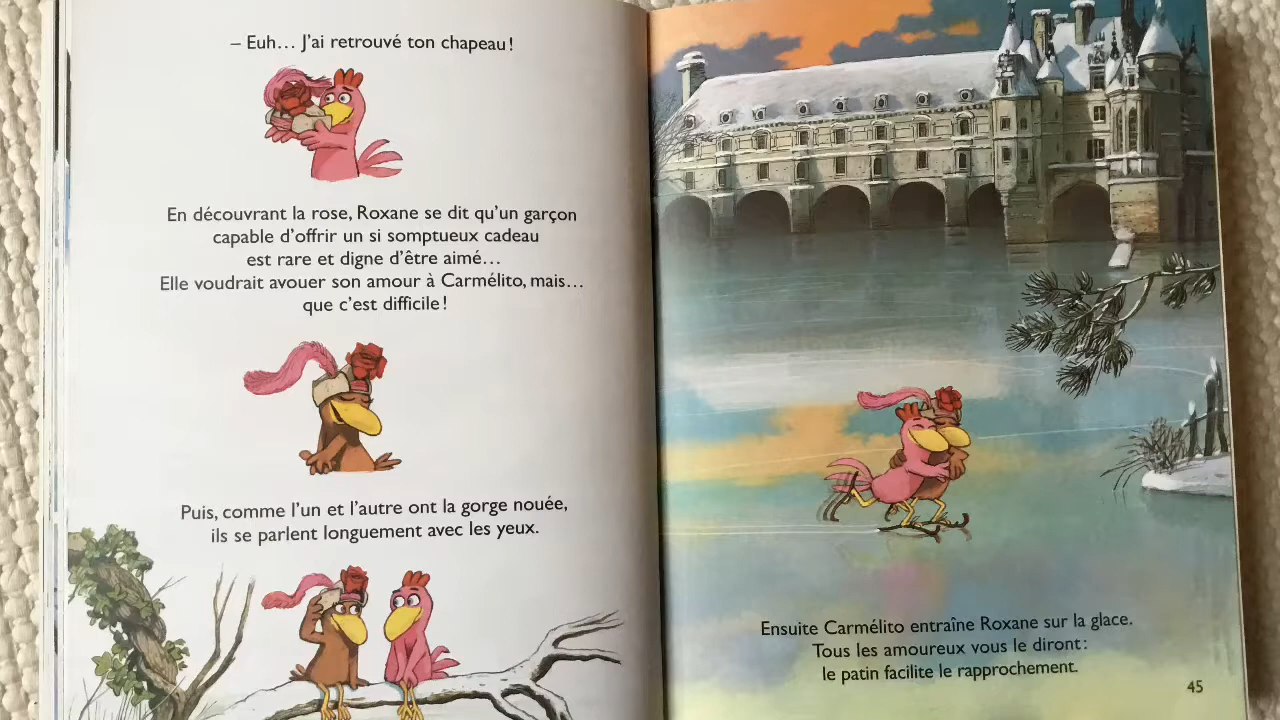 – Euh… J'ai retrouvé ton chapeau !
En découvrant la rose, Roxane se dit qu'un garçon
capable d'offrir un si somptueux cadeau
est rare et digne d'être aimé…
Elle voudrait avouer son amour à Carmélito, mais…
que c'est difficile !
Puis, comme l'un et l'autre ont la gorge nouée,
ils se parlent longuement avec les yeux.
Ensuite Carmélito entraîne Roxane sur la glace.
Tous les amoureux vous le diront :
le patin facilite le rapprochement.
45